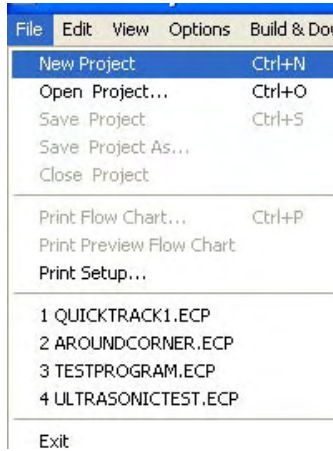 File Edit View Options Build & Do
New Project Ctrl+N
Open Project... Ctrl+O
Save Project Ctrl+S
Save Project As...
Close Project
Print Flow Chart... Ctrl+P
Print Preview Flow Chart
Print Setup...
1 QUICKTRACK1.ECP
2 AROUNDCORNER.ECP
3 TESTPROGRAM.ECP
4 ULTRASONICTEST.ECP
Exit